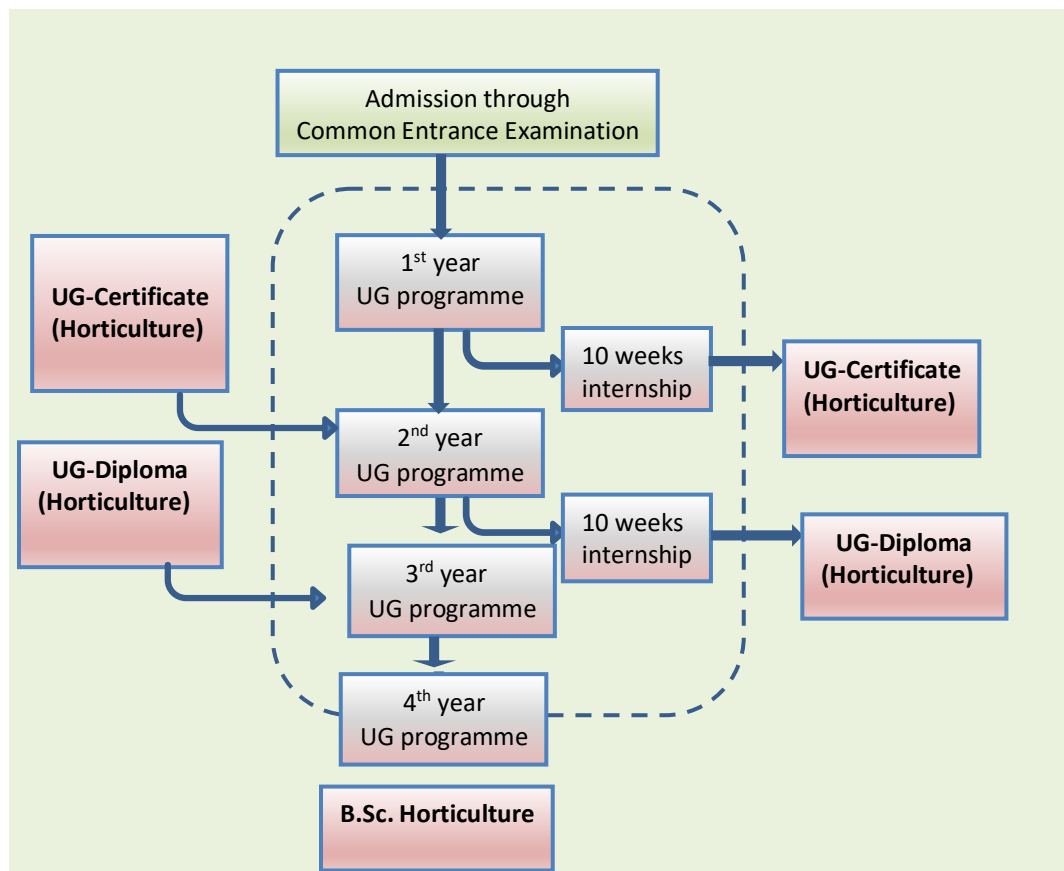 Admission through
Common Entrance Examination
1st year
UG programme
UG-Certificate
(Horticulture)
10 weeks
internship
UG-Certificate
(Horticulture)
2nd year
UG programme
UG-Diploma
(Horticulture)
10 weeks
internship
UG-Diploma
(Horticulture)
3rd year
UG programme
4th year
UG programme
B.Sc. Horticulture